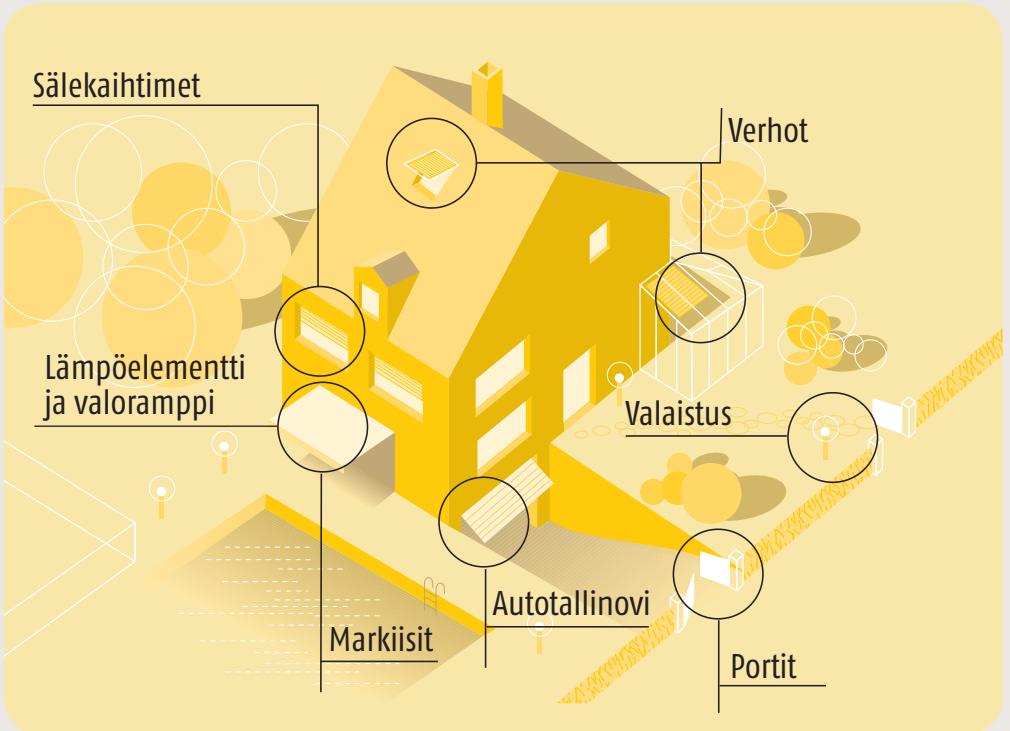 Sälekaihtimet
Verhot
Lämpöelementti
ja valoramppi
Valaistus
Autotallinovi
Markiisit
Portit